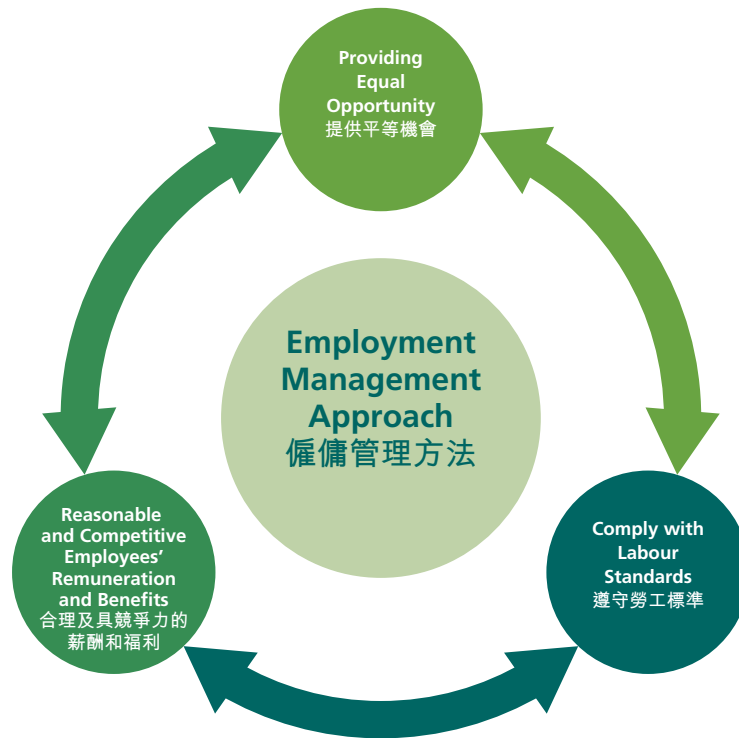 Providing
Equal
Opportunity
提供平等機會
Employment
Management
Approach
僱傭管理方法
Reasonable
and Competitive
Employees’
Remuneration
and Benefits
合理及具競爭力的
薪酬和福利
Comply with
Labour
Standards
遵守勞工標準